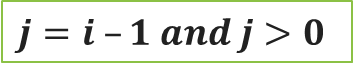 j = i – 1 and j > 0